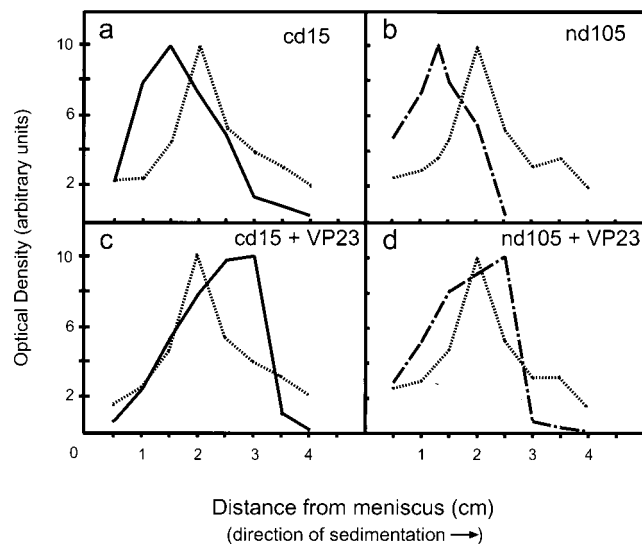 a
cd15
b
nd105
10
6
2
c
cd15 + VP23
d
nd105 + VP23
10
6
2
0
1
2
3
4
1
2
3
4
Optical Density (arbitrary units)
Distance from meniscus (cm)
(direction of sedimentation →)